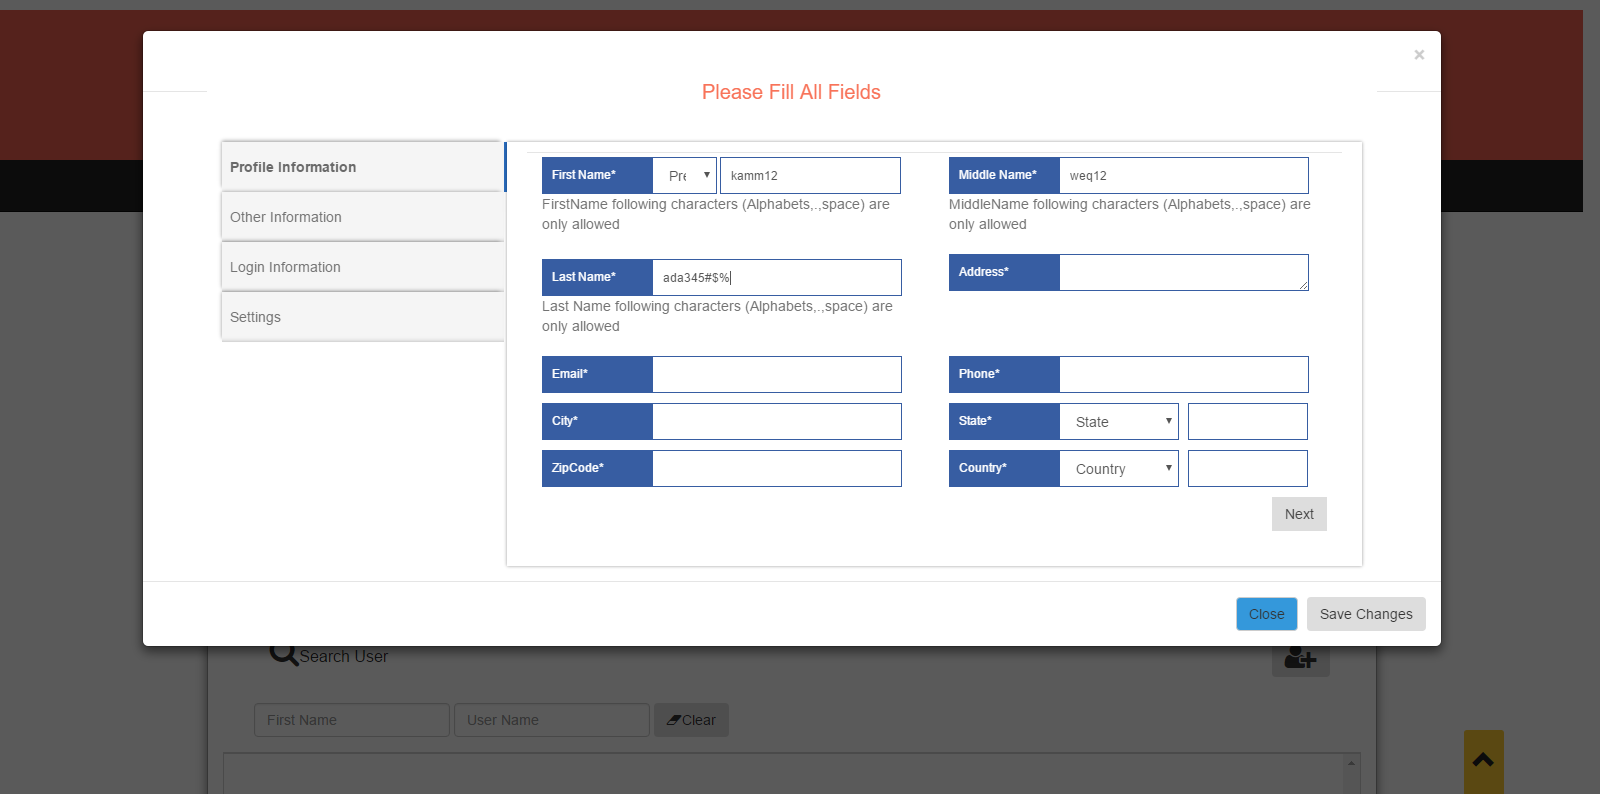 ×
Please Fill All Fields
Profile Information
Other Information
Login Information
Settings
First Name* Pre kamm12
FirstName following characters (Alphabets,.,space) are
only allowed
Middle Name* weq12
MiddleName following characters (Alphabets,.,space) are
only allowed
Last Name* ada345#$%
Last Name following characters (Alphabets,.,space) are
only allowed
Address*
Email*
Phone*
City*
State* State
ZipCode*
Country* Country
Next
Close Save Changes
Search User
First Name User Name Clear